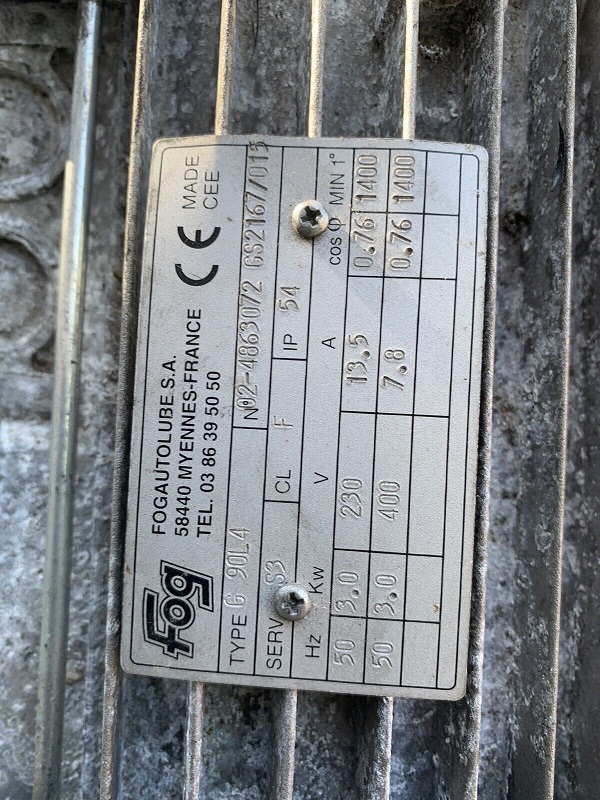 Fog
FOGAUTOLUBE S.A.
58440 MYENNES-FRANCE
TEL. 03 86 39 50 50
CE
MADE
CEE
TYPE G 90L4 N 02-4863072 GS2167/015
SERV S3 CL F IP 54
Hz Kw V A cos φ MIN 1°
50 3.0 230 13.5 0.76 1400
50 3.0 400 7.8 0.76 1400